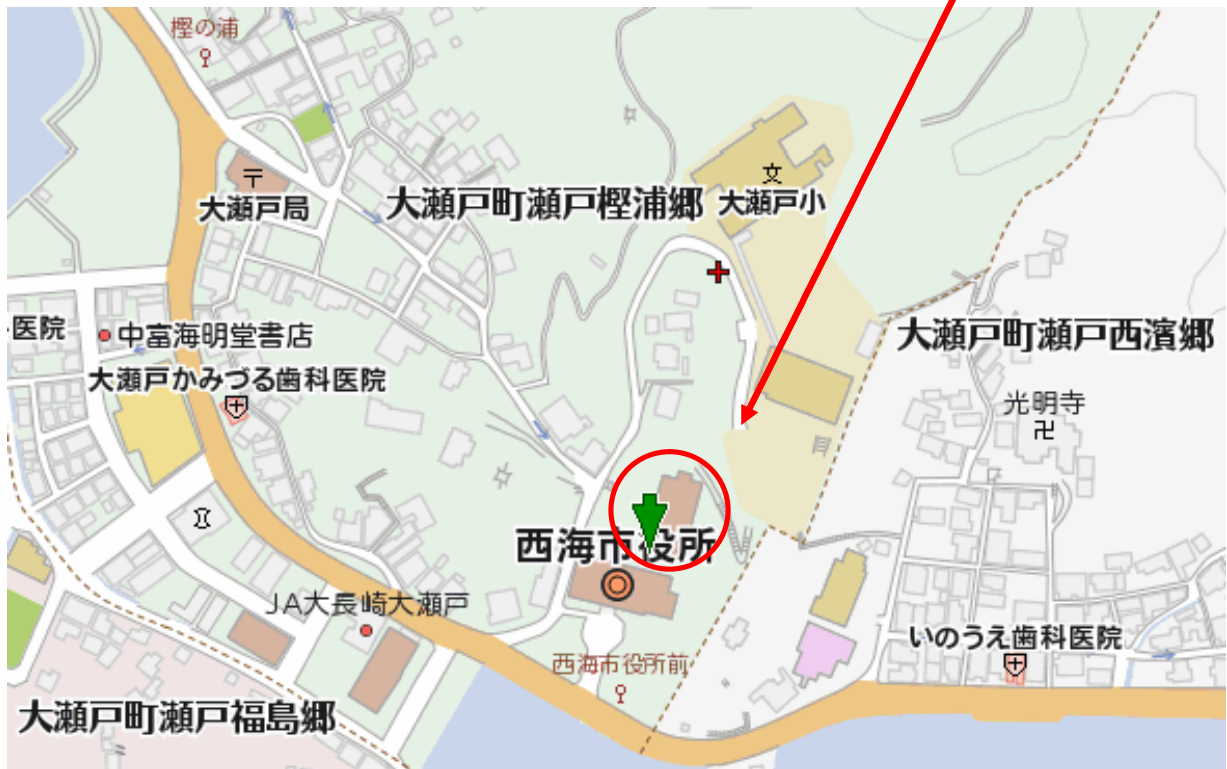 樫の浦
大瀬戸局
大瀬戸町瀬戸樫浦郷
大瀬戸小
医院
中富海明堂書店
大瀬戸かみづる歯科医院
大瀬戸町瀬戸西濱郷
光明寺
西海市役所
JA大長崎大瀬戸
西海市役所前
いのうえ歯科医院
大瀬戸町瀬戸福島郷